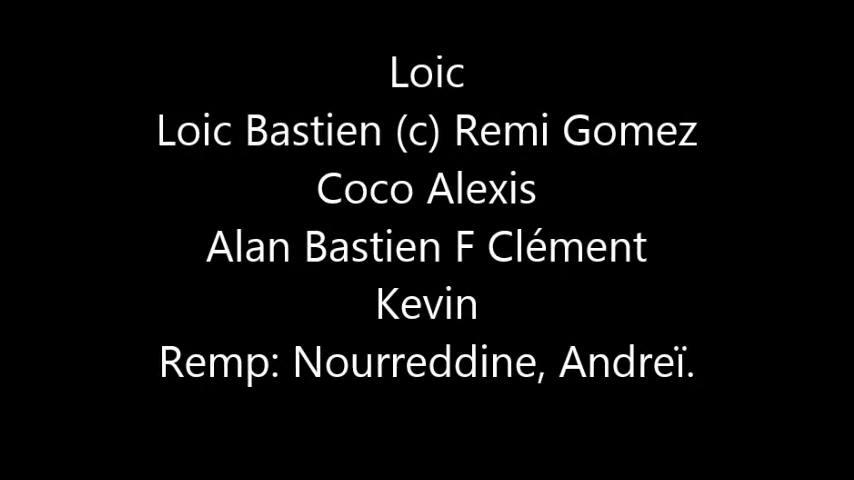 Loic
Loic Bastien (c) Remi Gomez
Coco Alexis
Alan Bastien F Clément
Kevin
Remp: Nourreddine, Andreï.